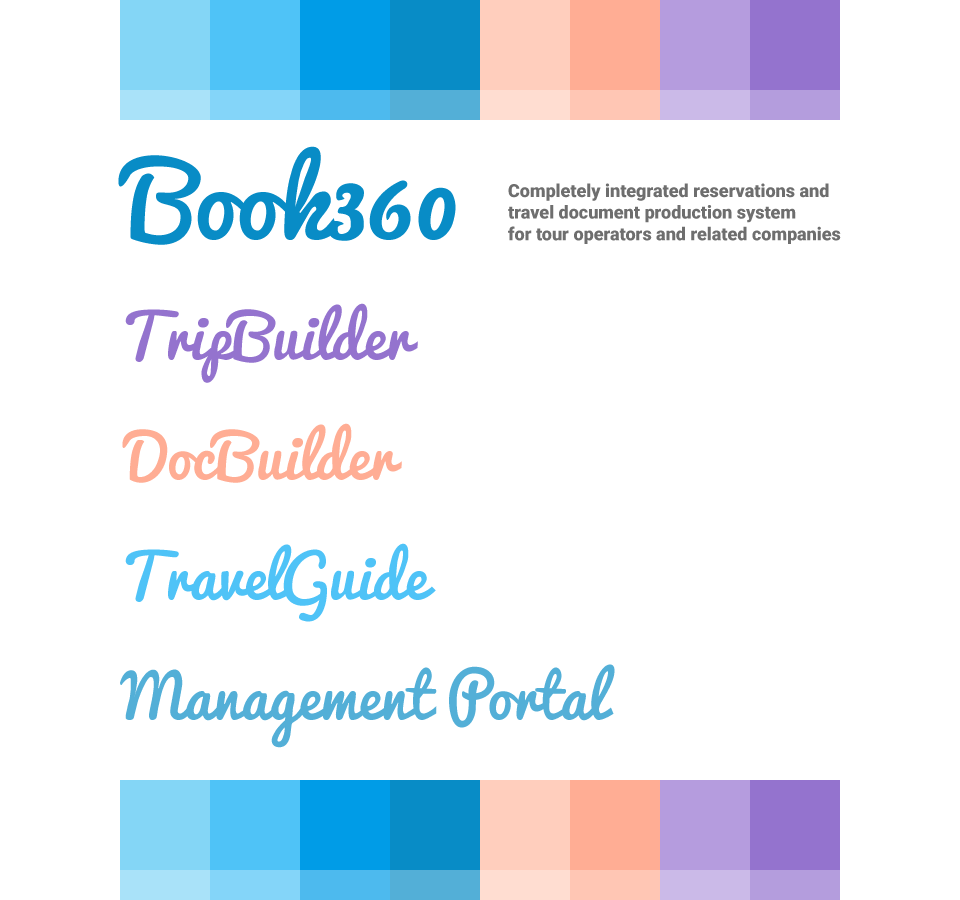 Book360
Completely integrated reservations and
travel document production system
for tour operators and related companies
TripBuilder
DocBuilder
TravelGuide
Management Portal